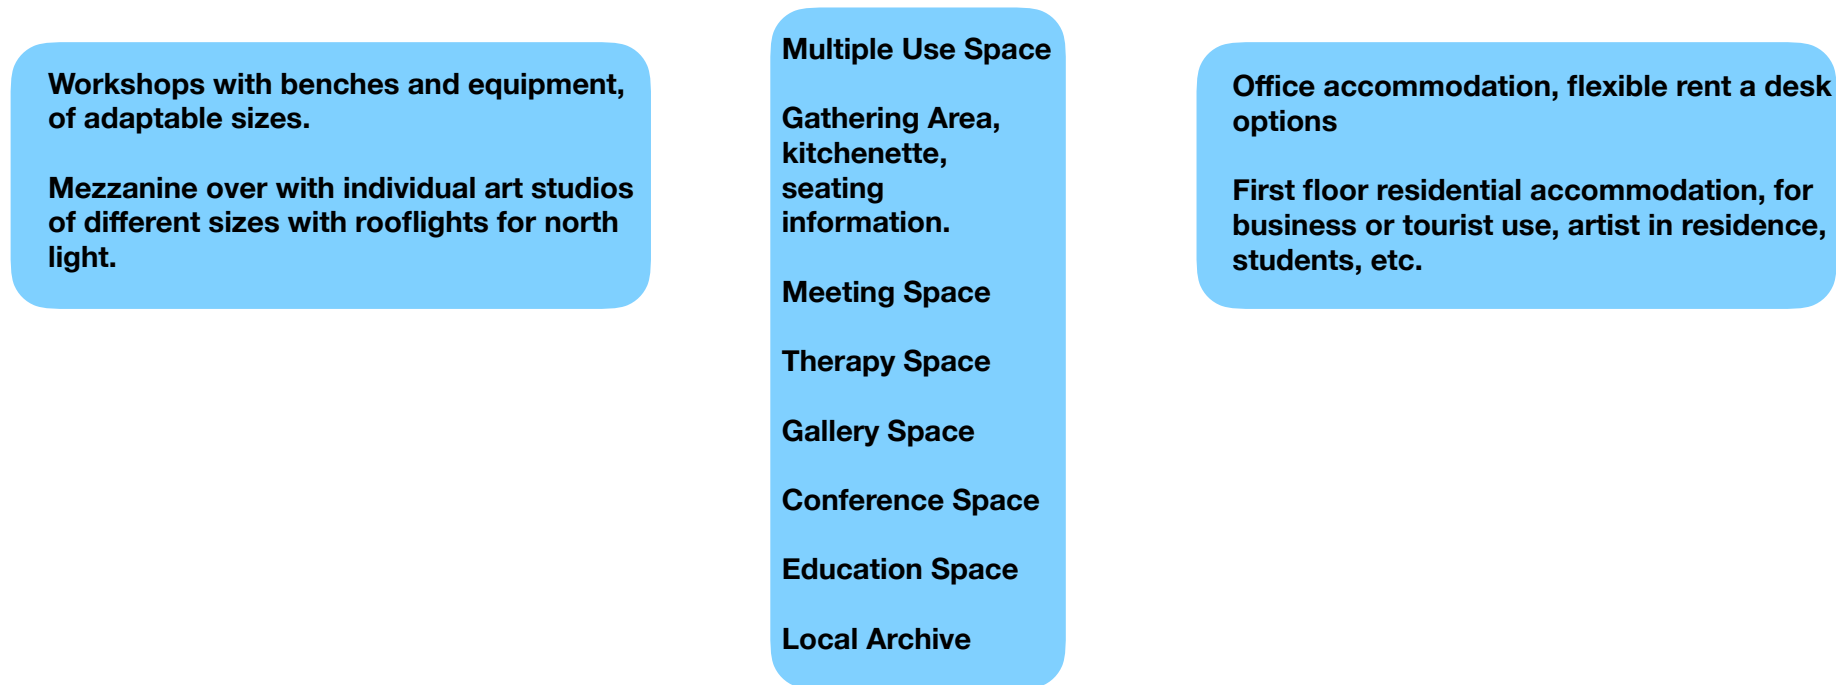 Workshops with benches and equipment,
of adaptable sizes.
Mezzanine over with individual art studios
of different sizes with rooflights for north
light.
Multiple Use Space
Gathering Area,
kitchenette,
seating
information.
Meeting Space
Therapy Space
Gallery Space
Conference Space
Education Space
Local Archive
Office accommodation, flexible rent a desk
options
First floor residential accommodation, for
business or tourist use, artist in residence,
students, etc.